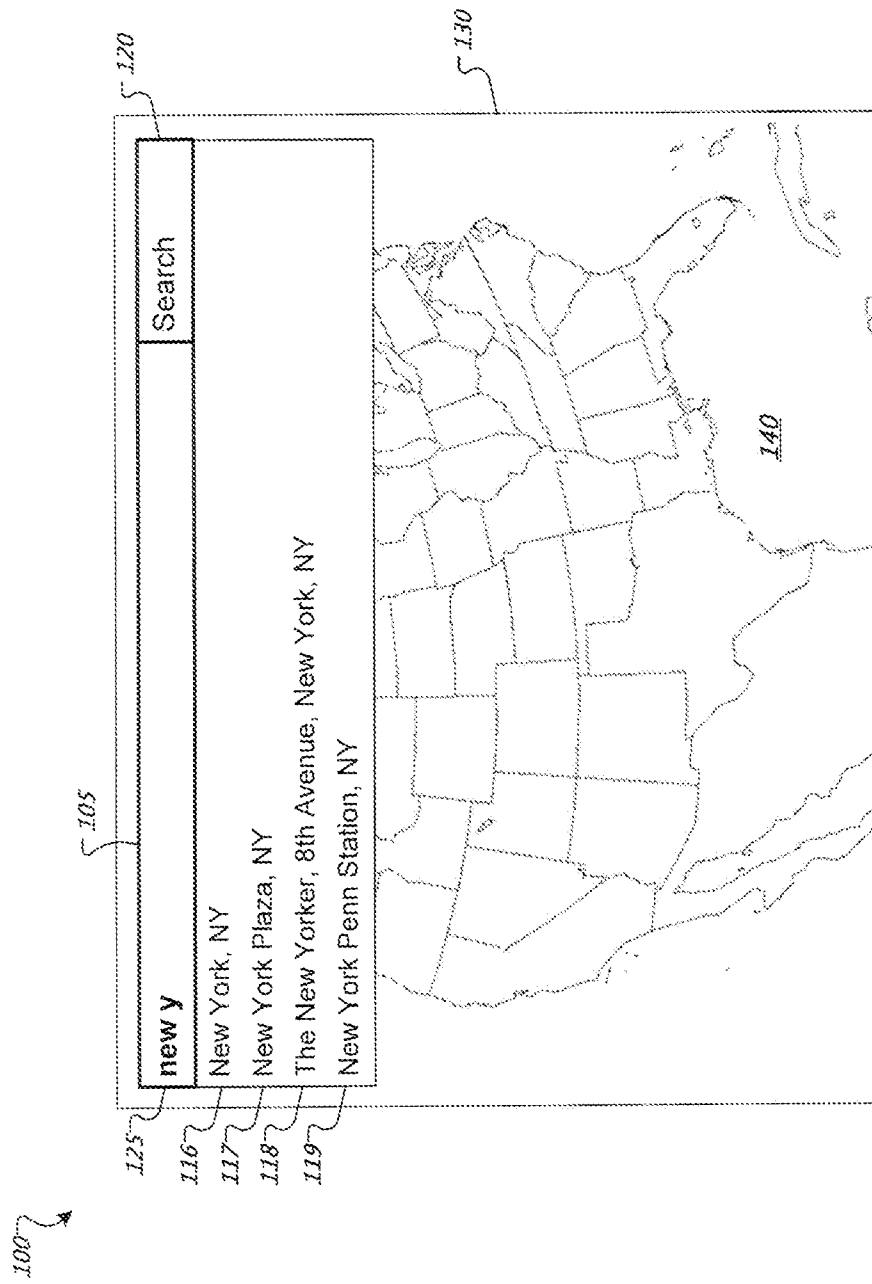 100
105
120
130
125
new y
Search
116
New York, NY
117
New York Plaza, NY
118
The New Yorker, 8th Avenue, New York, NY
119
New York Penn Station, NY
140